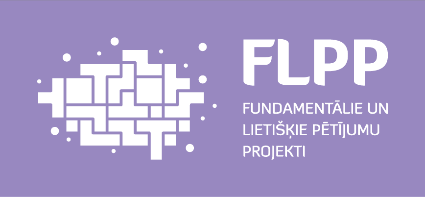 FLPP
FUNDAMENTĀLIE UN
LIETIŠĶIE PĒTĪJUMU
PROJEKTI